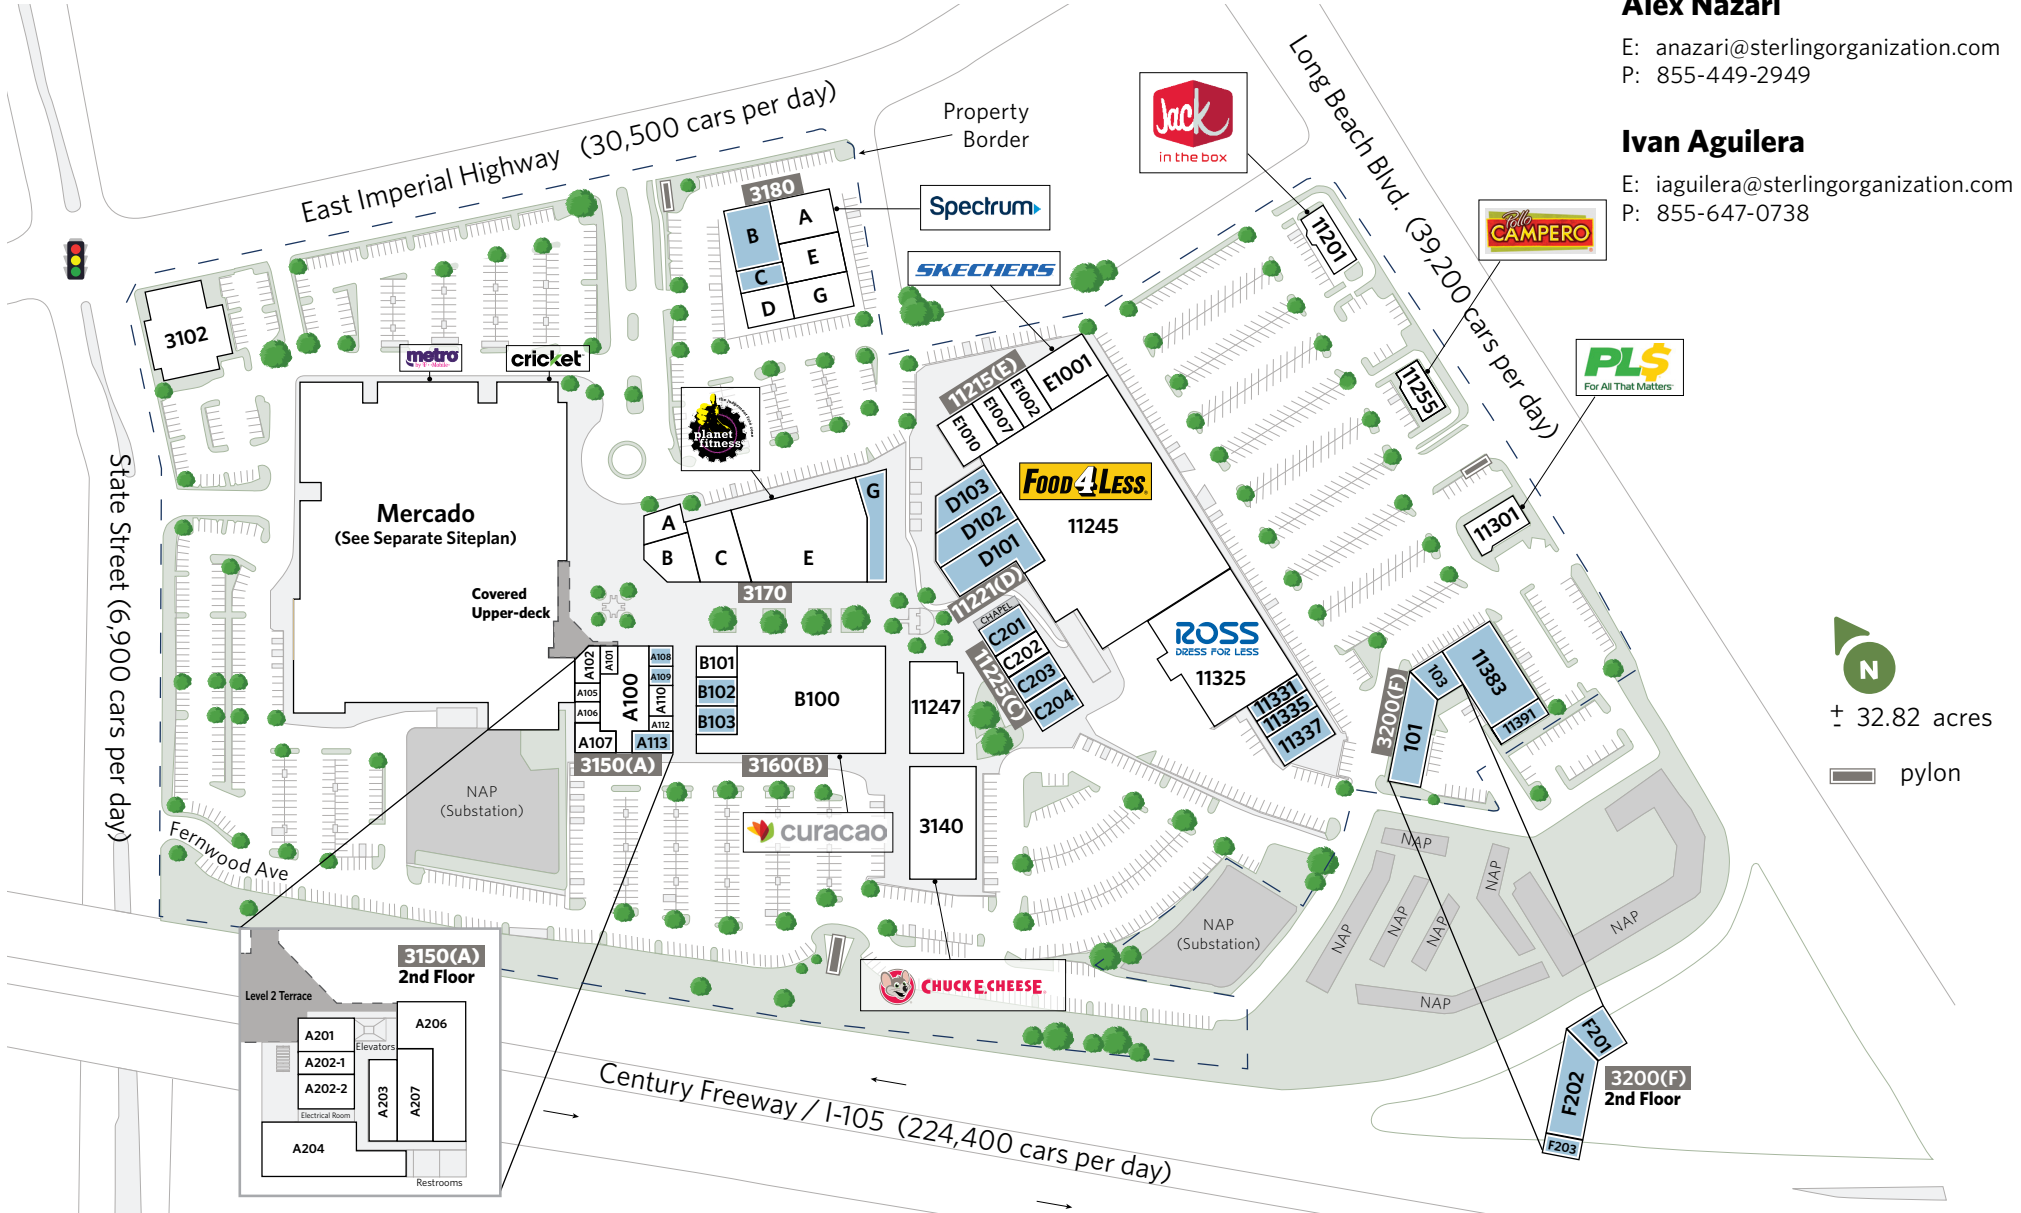 Alex Nazari
E: anazari@sterlingorganization.com
P: 855-449-2949
Ivan Aguilera
E: iaguilera@sterlingorganization.com
P: 855-647-0738
East Imperial Highway (30,500 cars per day)
Property
Border
Long Beach Blvd. (39,200 cars per day)
Jack
in the box
Spectrum
SKECHERS
Pollo
CAMPERO
PL$
For All That Matters
3180
A
B
C
D
E
G
11201
11255
11301
3102
metro
by T-Mobile
cricket
planet
fitness
Mercado
(See Separate Siteplan)
State Street (6,900 cars per day)
Covered
Upper-deck
A
B
C
E
G
3170
11215(E)
E1010
E1007
E1002
E1001
FOOD 4 LESS
11245
D103
D102
D101
11221(D)
CHAPEL
C201
C202
C203
C204
11225(C)
ROSS
DRESS FOR LESS
11325
11331
11335
11337
3200(F)
101
103
11383
11391
A102
A101
A105
A106
A107
A100
A108
A109
A110
A112
A113
3150(A)
B101
B102
B103
B100
3160(B)
11247
3140
curacao
CHUCK E. CHEESE
NAP
(Substation)
NAP
(Substation)
NAP
NAP
NAP
NAP
NAP
NAP
NAP
Fernwood Ave
N
± 32.82 acres
pylon
3150(A)
2nd Floor
Level 2 Terrace
A201
A202-1
A202-2
Elevators
A206
A203
A207
Electrical Room
A204
Restrooms
Century Freeway / I-105 (224,400 cars per day)
F201
F202
F203
3200(F)
2nd Floor